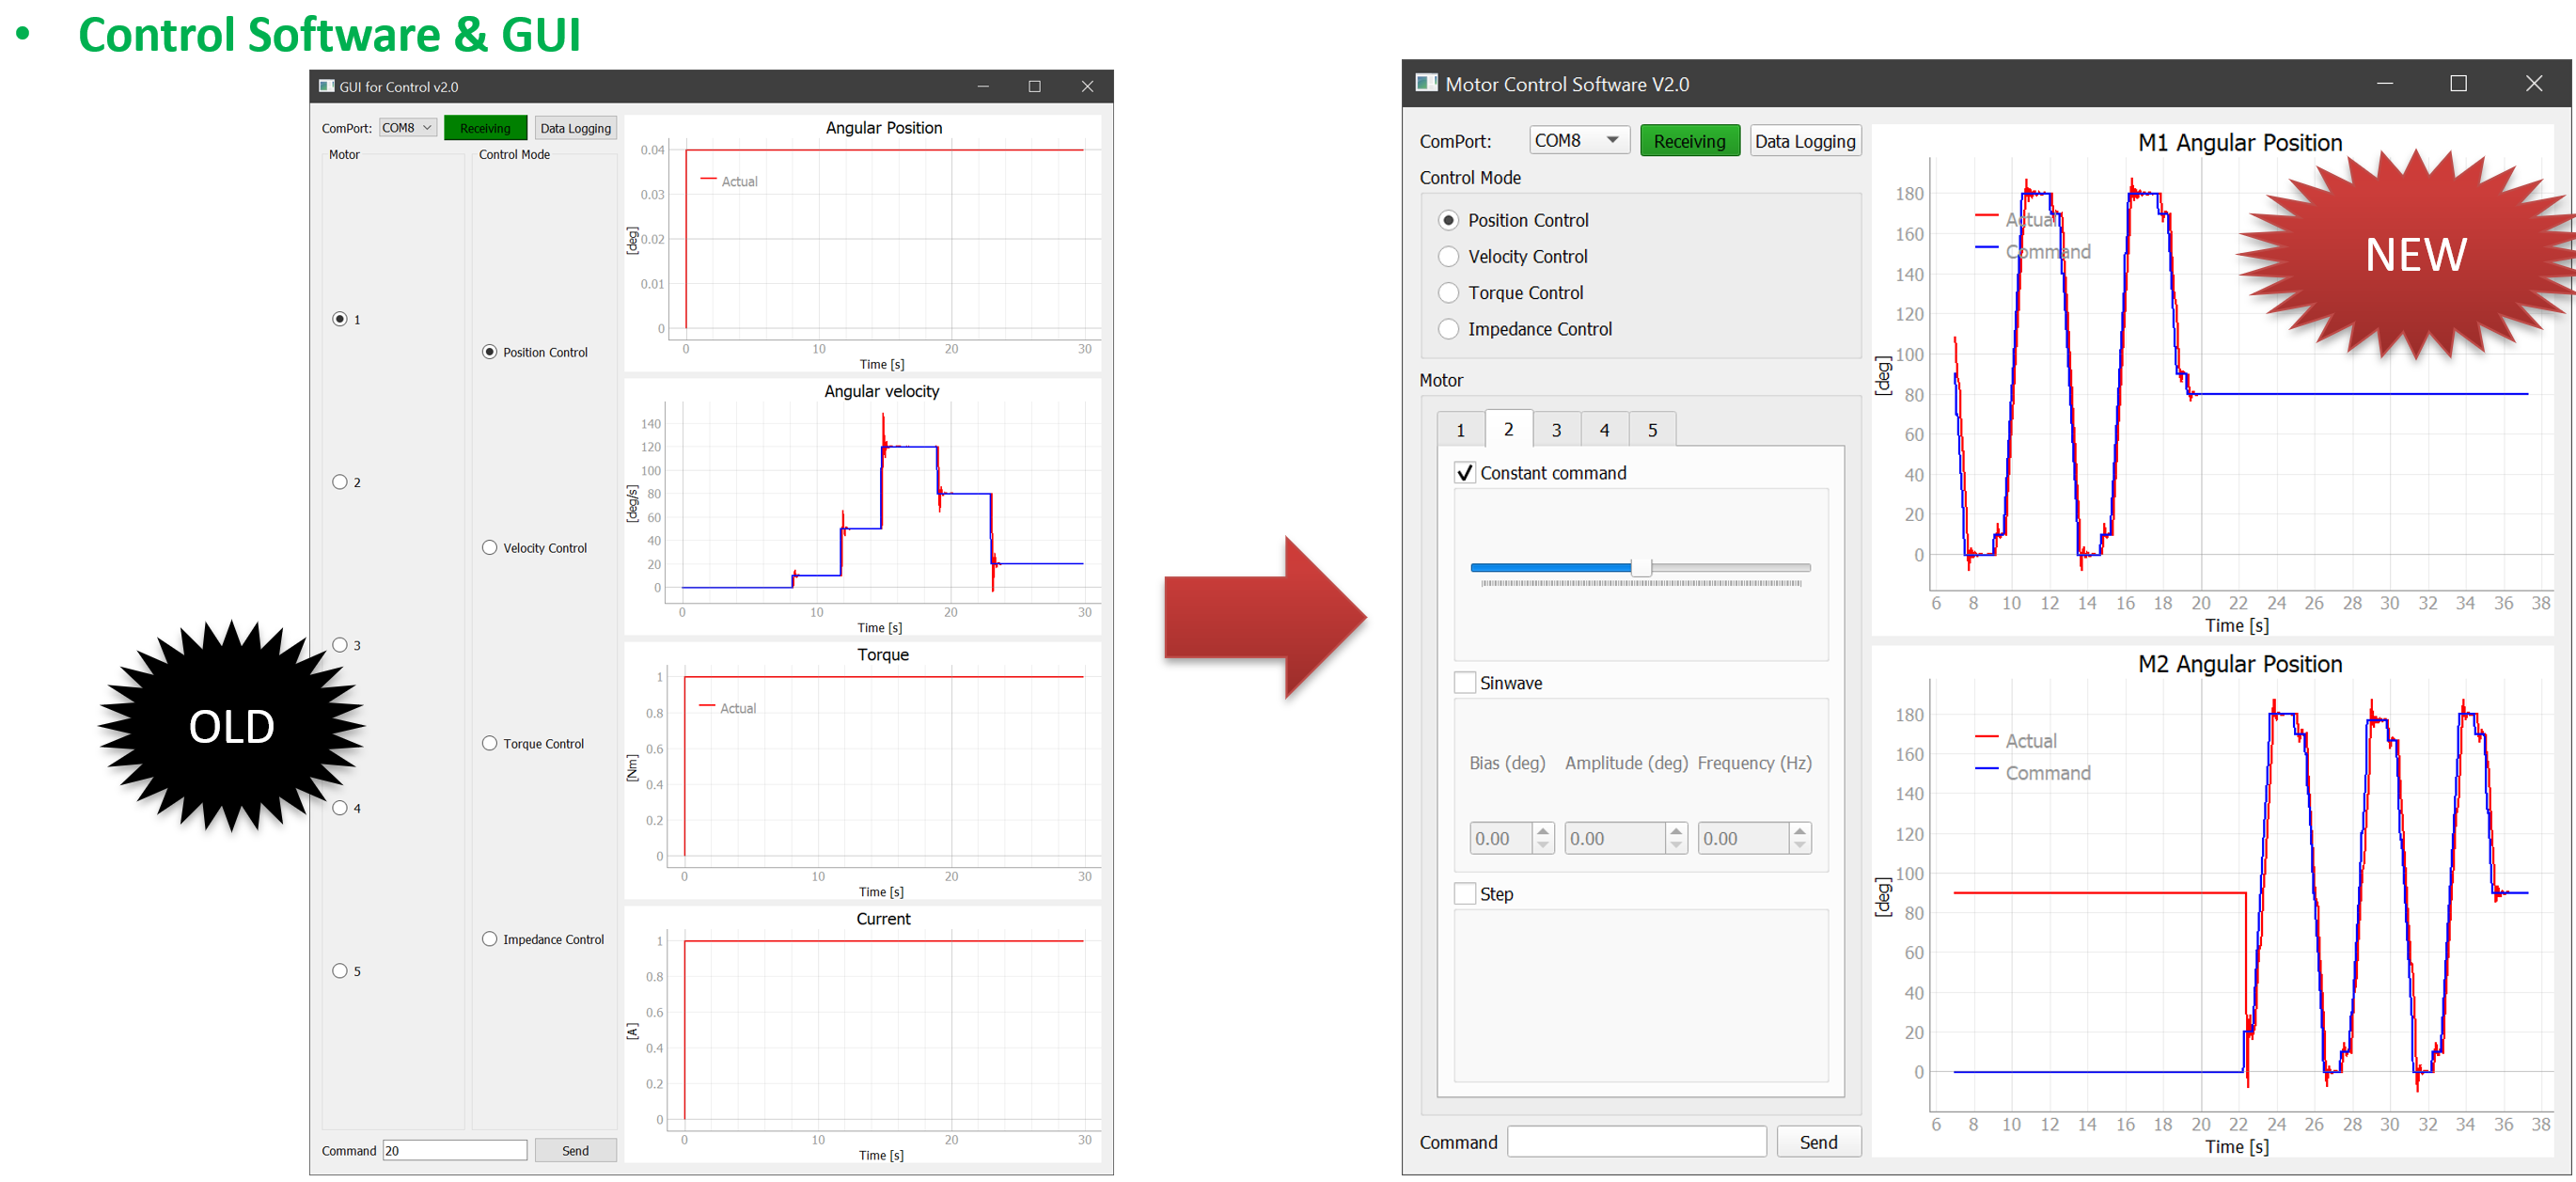 • Control Software & GUI
GUI for Control v2.0
ComPort: COM8 Receiving Data Logging
Motor Control Mode
1
2
3
4
5
Position Control
Velocity Control
Torque Control
Impedance Control
Command 20 Send
Angular Position
0.04
0.03
0.02
0.01
0
[deg]
Actual
0 10 20 30
Time [s]
Angular velocity
140
120
100
80
60
40
20
0
[deg/s]
0 10 20 30
Time [s]
Torque
1
0.8
0.6
0.4
0.2
0
[Nm]
Actual
0 10 20 30
Time [s]
Current
1
0.8
0.6
0.4
0.2
0
[A]
0 10 20 30
Time [s]
OLD
Motor Control Software V2.0
ComPort: COM8 Receiving Data Logging
Control Mode
Position Control
Velocity Control
Torque Control
Impedance Control
Motor
1 2 3 4 5
Constant command
Sinwave
Bias (deg) Amplitude (deg) Frequency (Hz)
0.00 0.00 0.00
Step
Command Send
M1 Angular Position
180
160
140
120
100
80
60
40
20
0
[deg]
Actual
Command
6 8 10 12 14 16 18 20 22 24 26 28 30 32 34 36 38
Time [s]
NEW
M2 Angular Position
180
160
140
120
100
80
60
40
20
0
[deg]
Actual
Command
6 8 10 12 14 16 18 20 22 24 26 28 30 32 34 36 38
Time [s]